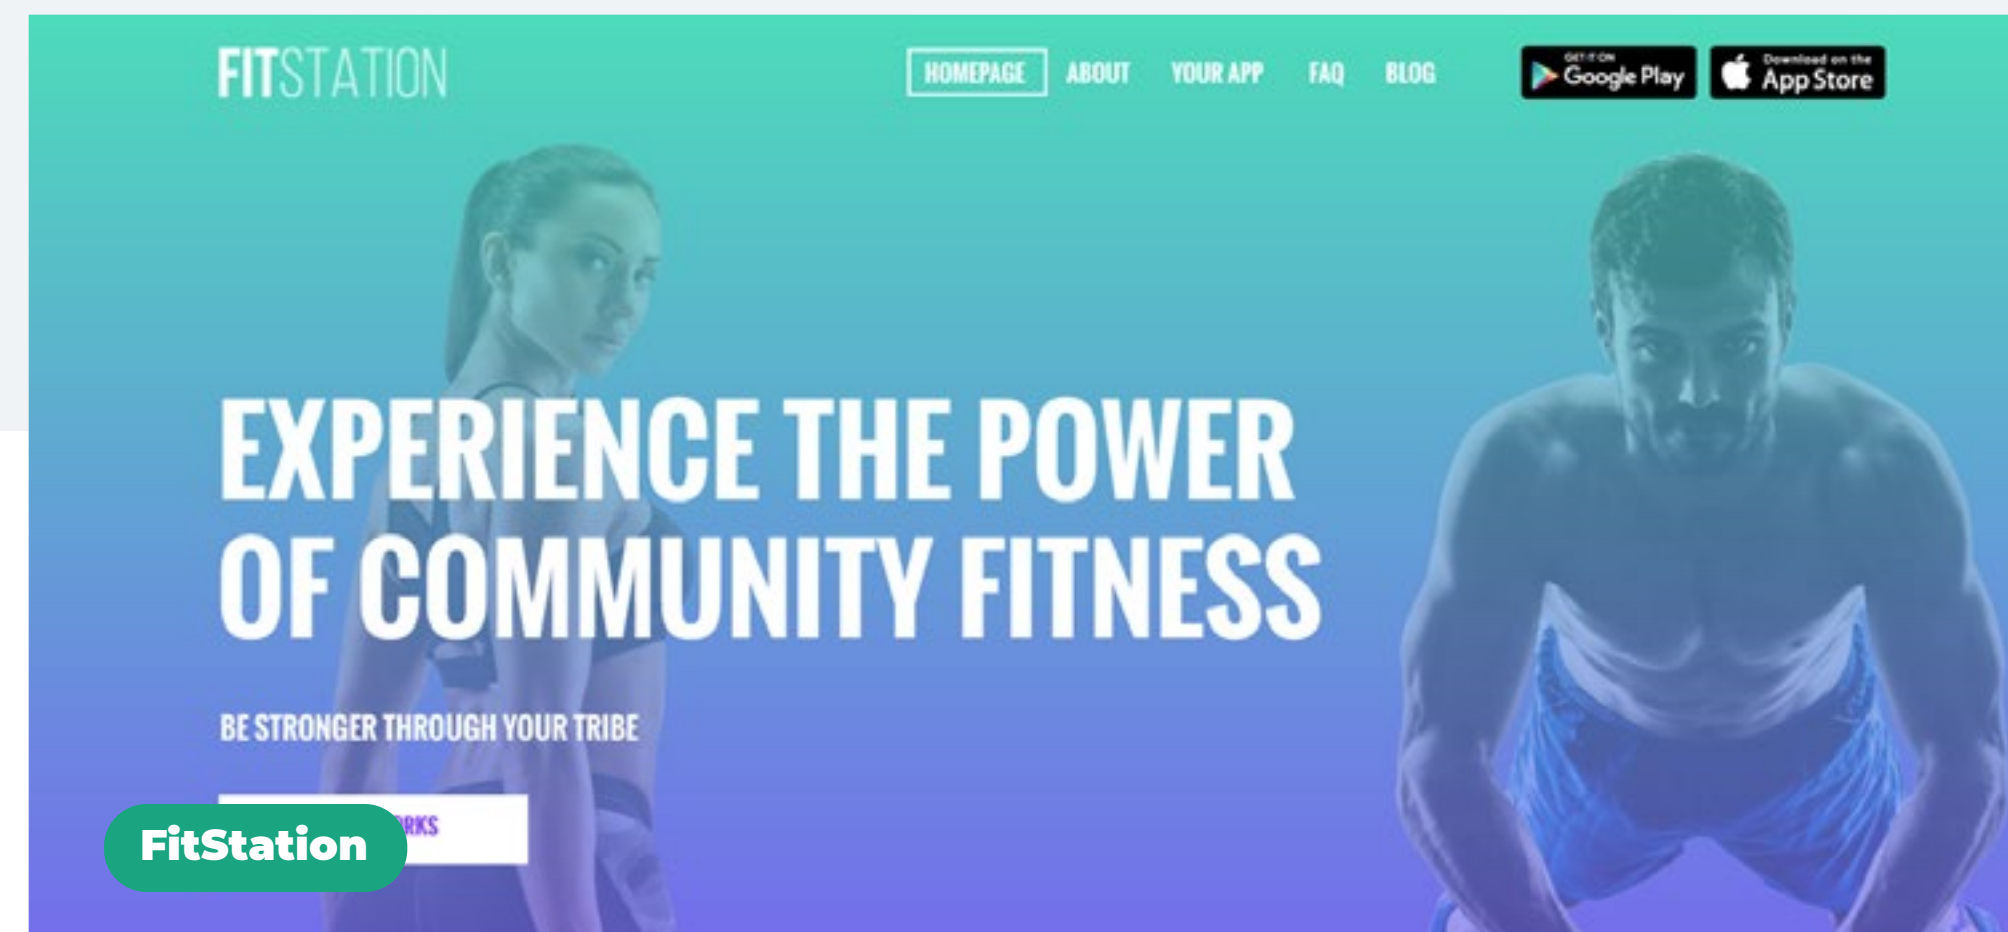 FITSTATION
HOMEPAGE ABOUT YOUR APP FAQ BLOG
GET IT ON
Google Play
Download on the
App Store
EXPERIENCE THE POWER
OF COMMUNITY FITNESS
BE STRONGER THROUGH YOUR TRIBE
FitStation